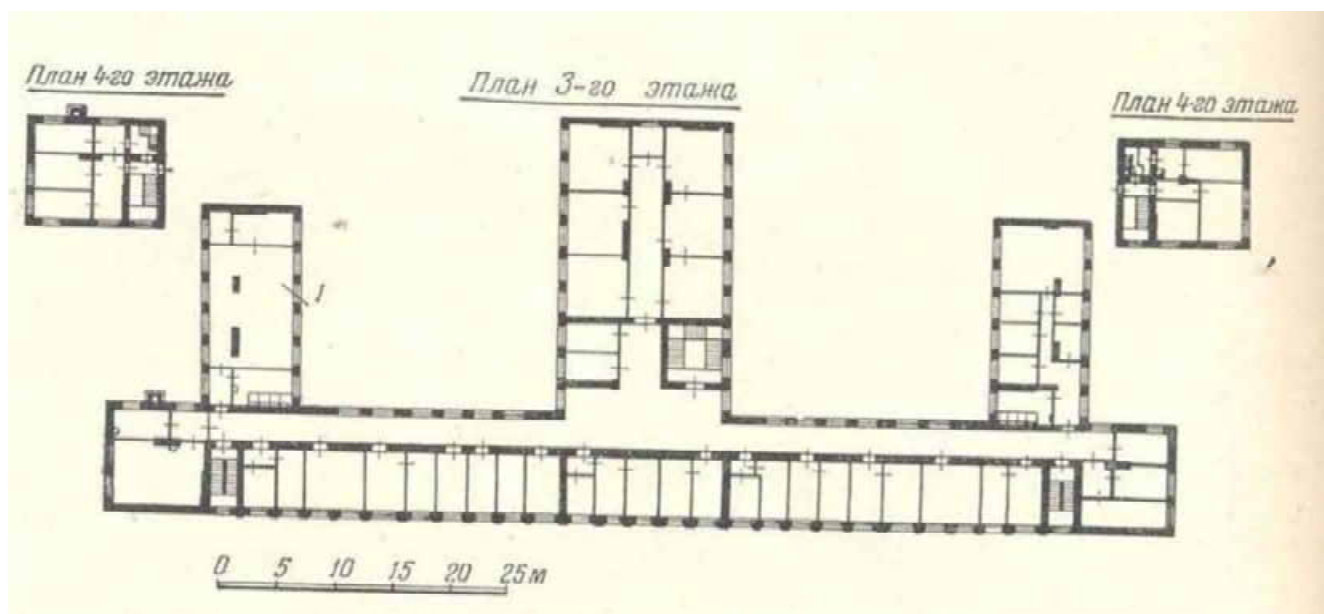 План 4-го этажа
План 3-го этажа
План 4-го этажа
1
0 5 10 15 20 25 м